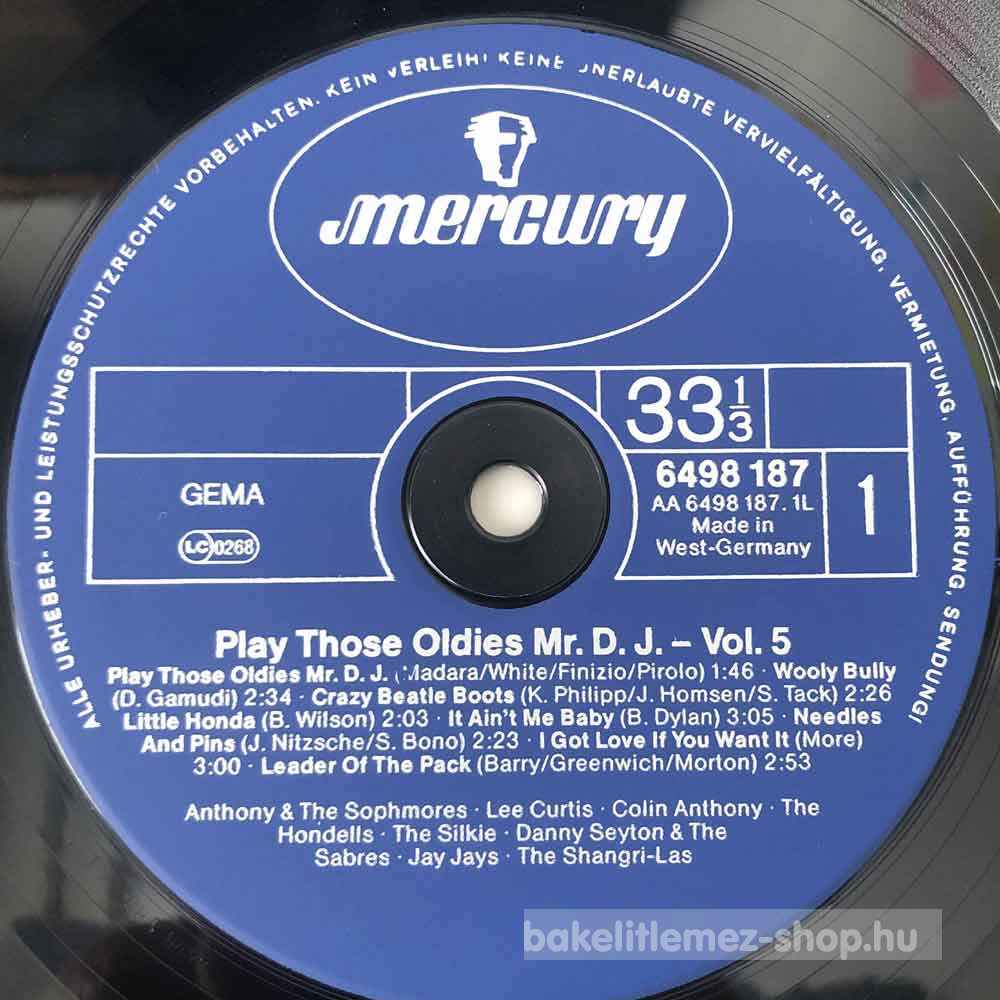 ALLE URHEBER- UND LEISTUNGSSCHUTZRECHTE VORBEHALTEN. KEIN VERLEIH! KEINE UNERLAUBTE VERVIELFÄLTIGUNG, VERMIETUNG, AUFFÜHRUNG, SENDUNG!
mercury
33 1/3
GEMA
LC 0268
6498 187
AA 6498 187. 1L
Made in
West-Germany
1
Play Those Oldies Mr. D. J. – Vol. 5
Play Those Oldies Mr. D. J. (Madara/White/Finizio/Pirolo) 1:46 · Wooly Bully
(D. Gamudi) 2:34 · Crazy Beatle Boots (K. Philipp/J. Homsen/S. Tack) 2:26
Little Honda (B. Wilson) 2:03 · It Ain't Me Baby (B. Dylan) 3:05 · Needles
And Pins (J. Nitzsche/S. Bono) 2:23 · I Got Love If You Want It (More)
3:00 · Leader Of The Pack (Barry/Greenwich/Morton) 2:53
Anthony & The Sophmores · Lee Curtis · Colin Anthony · The
Hondells · The Silkie · Danny Seyton & The
Sabres · Jay Jays · The Shangri-Las
bakelitlemez-shop.hu